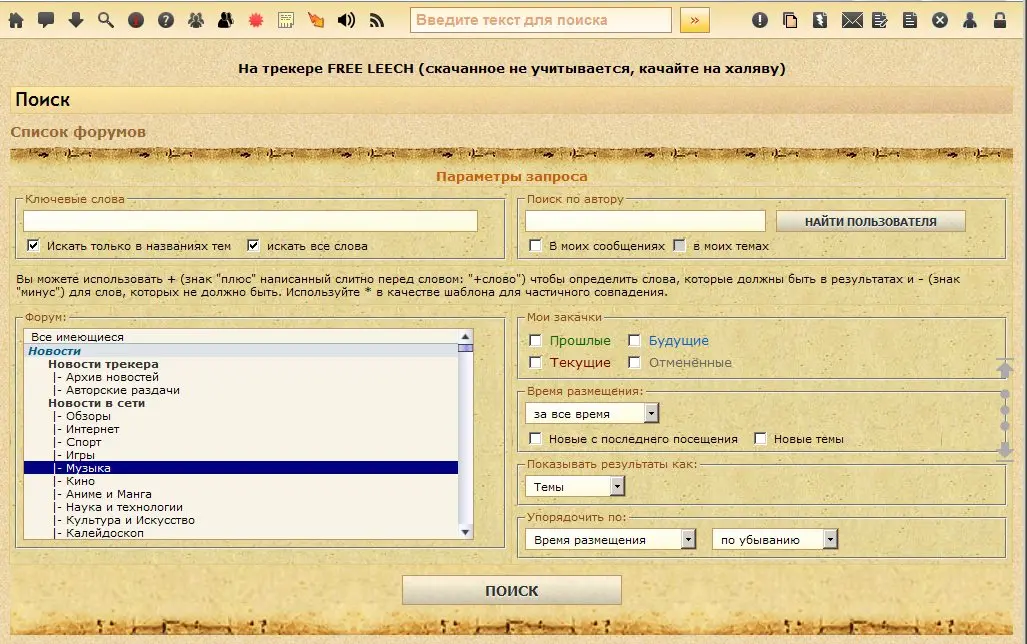 Введите текст для поиска
»
На трекере FREE LEECH (скачанное не учитывается, качайте на халяву)
Поиск
Список форумов
Параметры запроса
Ключевые слова
Искать только в названиях тем искать все слова
Поиск по автору
НАЙТИ ПОЛЬЗОВАТЕЛЯ
В моих сообщениях в моих темах
Вы можете использовать + (знак "плюс" написанный слитно перед словом: "+слово") чтобы определить слова, которые должны быть в результатах и - (знак
"минус") для слов, которых не должно быть. Используйте * в качестве шаблона для частичного совпадения.
Форум:
Все имеющиеся
Новости
Новости трекера
|- Архив новостей
|- Авторские раздачи
Новости в сети
|- Обзоры
|- Интернет
|- Спорт
|- Игры
|- Музыка
|- Кино
|- Аниме и Манга
|- Наука и технологии
|- Культура и Искусство
|- Калейдоскоп
Мои закачки
Прошлые Будущие
Текущие Отменённые
Время размещения:
за все время
Новые с последнего посещения Новые темы
Показывать результаты как:
Темы
Упорядочить по:
Время размещения по убыванию
ПОИСК